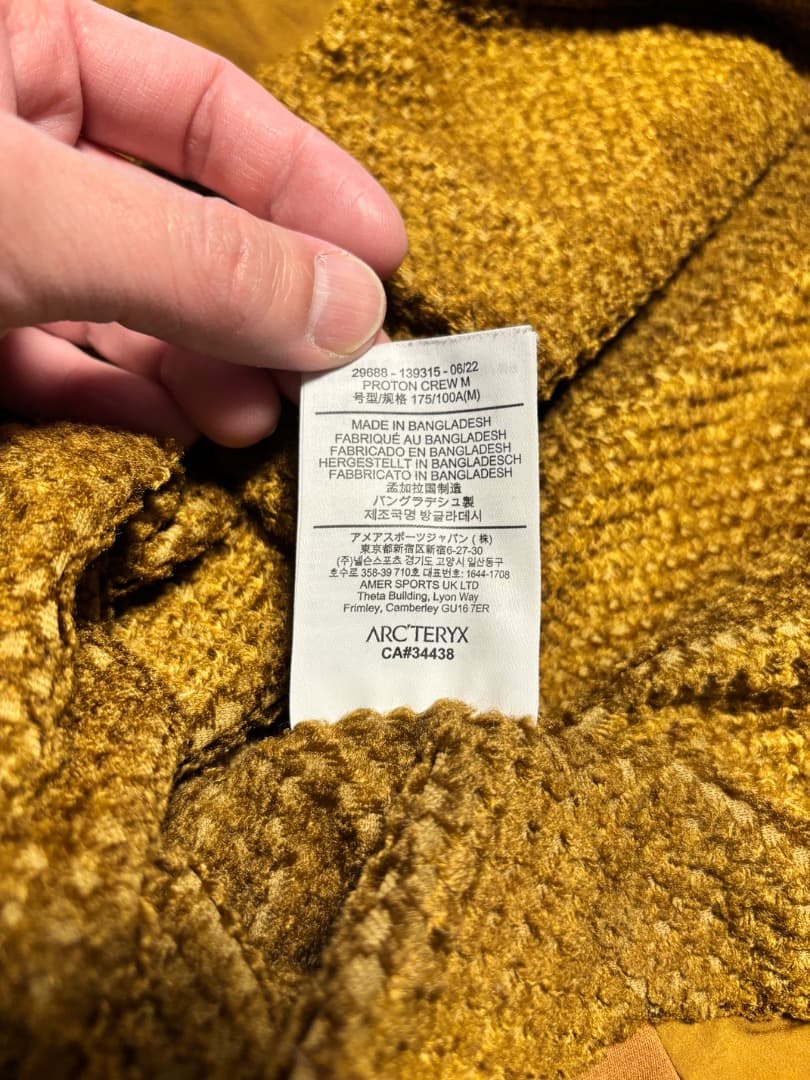 29688 - 139315 - 06/22
PROTON CREW M
号型/规格 175/100A(M)
MADE IN BANGLADESH
FABRIQUÉ AU BANGLADESH
FABRICADO EN BANGLADESH
HERGESTELLT IN BANGLADESCH
FABBRICATO IN BANGLADESH
孟加拉国制造
バングラデシュ製
제조국명 방글라데시
アメアスポーツジャパン (株)
東京都新宿区新宿6-27-30
(주)넬슨스포츠 경기도 고양시 일산동구
호수로 358-39 710호 대표번호: 1644-1708
AMER SPORTS UK LTD
Theta Building, Lyon Way
Frimley, Camberley GU16 7ER
ARC'TERYX
CA#34438